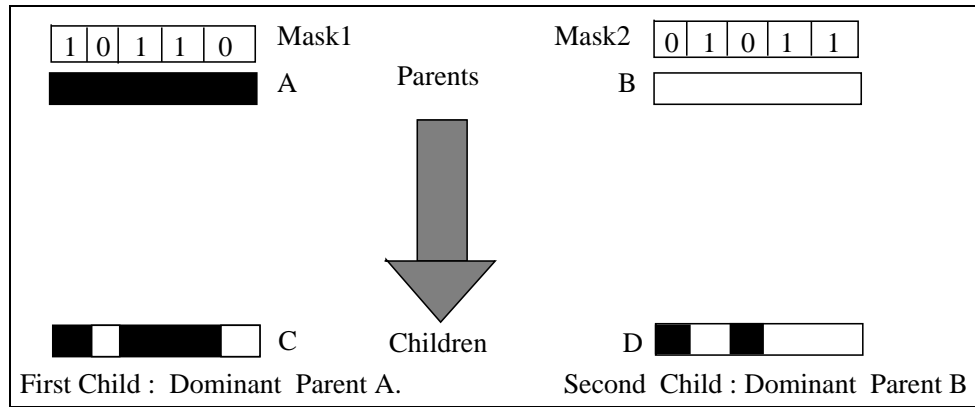 1 0 1 1 0 Mask1 Mask2 0 1 0 1 1
A Parents B
C Children D
First Child : Dominant Parent A. Second Child : Dominant Parent B